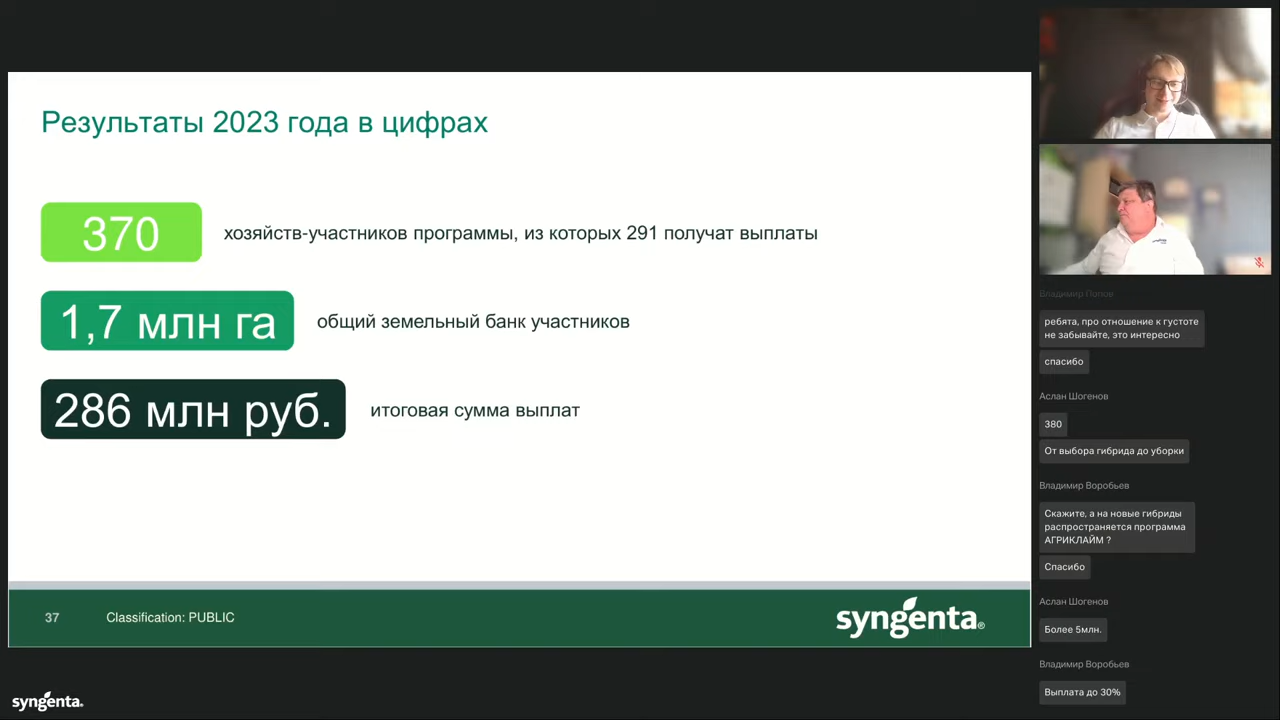 Результаты 2023 года в цифрах
370
хозяйств-участников программы, из которых 291 получат выплаты
1,7 млн га
общий земельный банк участников
286 млн руб.
итоговая сумма выплат
37
Classification: PUBLIC
syngenta®
syngenta®
Владимир Попов
ребята, про отношение к густоте
не забывайте, это интересно
спасибо
Аслан Шогенов
380
От выбора гибрида до уборки
Владимир Воробьев
Скажите, а на новые гибриды
распространяется программа
АГРИКЛАЙМ ?
Спасибо
Аслан Шогенов
Более 5млн.
Владимир Воробьев
Выплата до 30%